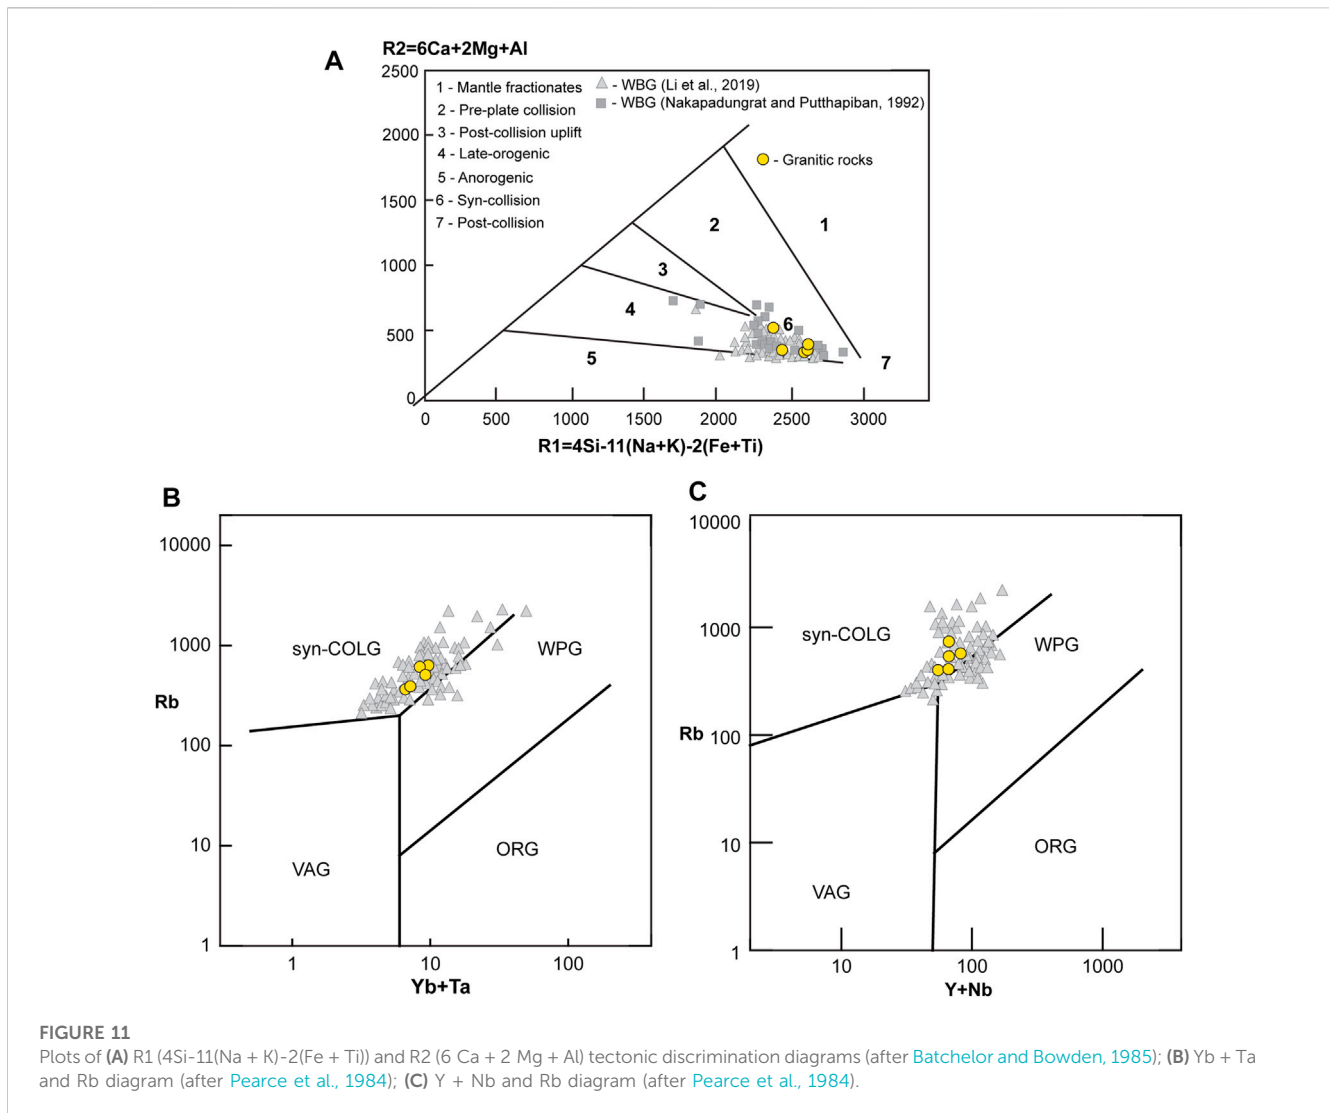 A
R2=6Ca+2Mg+Al
2500
2000
1500
1000
500
0
1 - Mantle fractionates
2 - Pre-plate collision
3 - Post-collision uplift
4 - Late-orogenic
5 - Anorogenic
6 - Syn-collision
7 - Post-collision
- WBG (Li et al., 2019)
- WBG (Nakapadungrat and Putthapiban, 1992)
- Granitic rocks
1
2
3
4
5
6
7
0 500 1000 1500 2000 2500 3000
R1=4Si-11(Na+K)-2(Fe+Ti)
B
10000
1000
Rb
100
10
1
syn-COLG
WPG
VAG
ORG
1 10 100
Yb+Ta
C
10000
1000
Rb 100
10
1
syn-COLG
WPG
VAG
ORG
10 100 1000
Y+Nb
FIGURE 11
Plots of (A) R1 (4Si-11(Na + K)-2(Fe + Ti)) and R2 (6 Ca + 2 Mg + Al) tectonic discrimination diagrams (after Batchelor and Bowden, 1985); (B) Yb + Ta
and Rb diagram (after Pearce et al., 1984); (C) Y + Nb and Rb diagram (after Pearce et al., 1984).